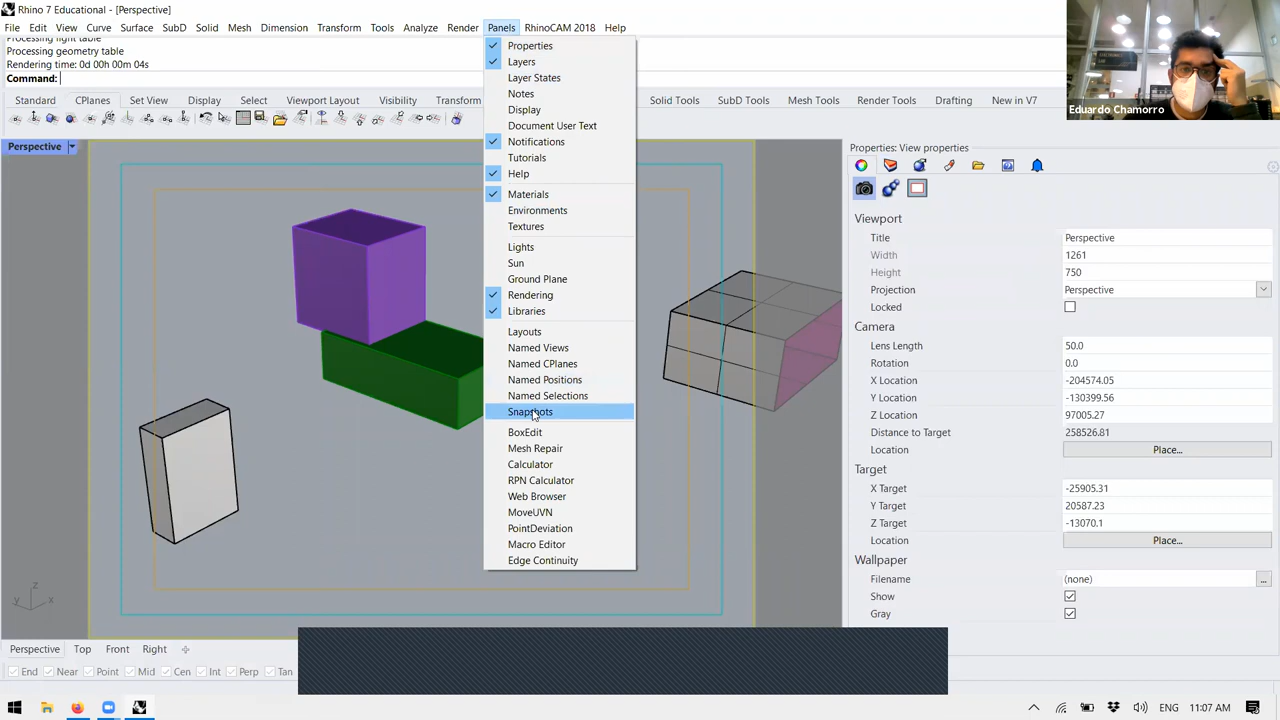 Rhino 7 Educational - [Perspective]
File Edit View Curve Surface SubD Solid Mesh Dimension Transform Tools Analyze Render Panels RhinoCAM 2018 Help
Processing light table
Processing geometry table
Rendering time: 0d 00h 00m 04s
Command:
Standard CPlanes Set View Display Select Viewport Layout Visibility Transform Solid Tools SubD Tools Mesh Tools Render Tools Drafting New in V7
Perspective
Properties
Layers
Layer States
Notes
Display
Document User Text
Notifications
Tutorials
Help
Materials
Environments
Textures
Lights
Sun
Ground Plane
Rendering
Libraries
Layouts
Named Views
Named CPlanes
Named Positions
Named Selections
Snapshots
BoxEdit
Mesh Repair
Calculator
RPN Calculator
Web Browser
MoveUVN
PointDeviation
Macro Editor
Edge Continuity
Eduardo Chamorro
Properties: View properties
Viewport
Title Perspective
Width 1261
Height 750
Projection Perspective
Locked
Camera
Lens Length 50.0
Rotation 0.0
X Location -204574.05
Y Location -130399.56
Z Location 97005.27
Distance to Target 258526.81
Location Place...
Target
X Target -25905.31
Y Target 20587.23
Z Target -13070.1
Location Place...
Wallpaper
Filename (none) ...
Show
Gray
z
y x
Perspective Top Front Right
End Near Point Mid Cen Int Perp Tan
ENG 11:07 AM